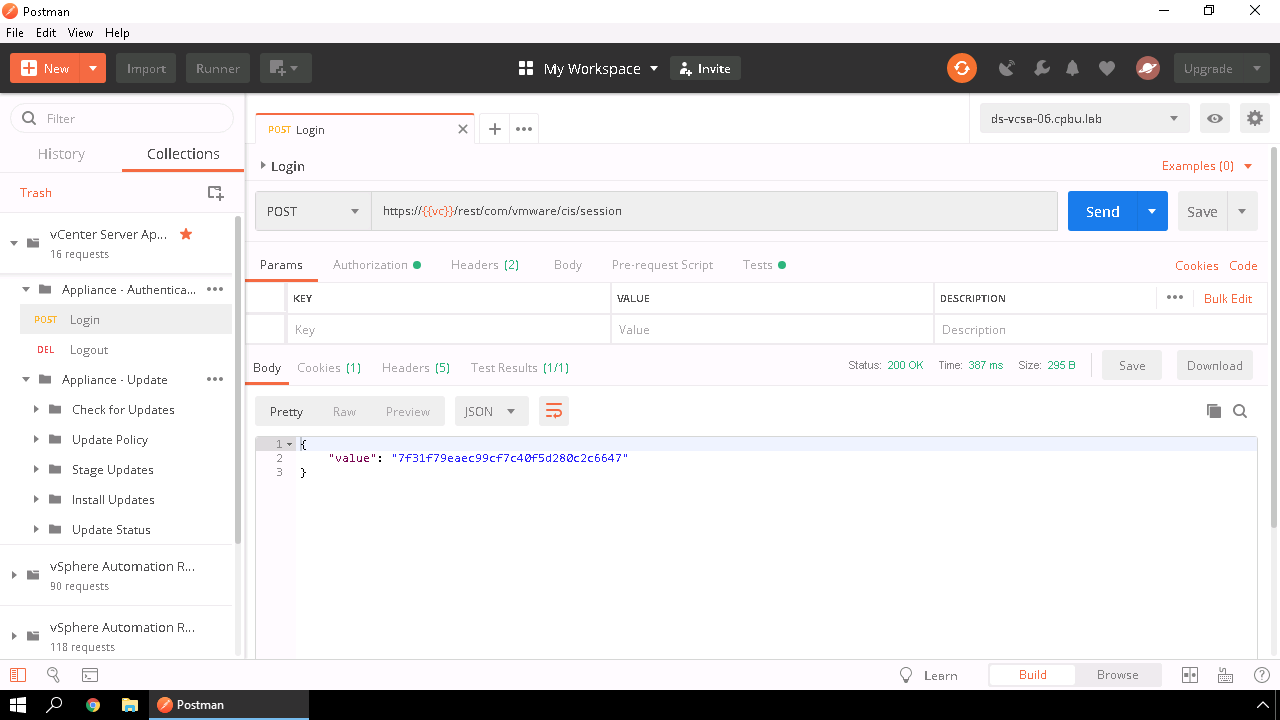 Postman
File Edit View Help
New Import Runner My Workspace Invite Upgrade
Filter
History Collections
Trash
vCenter Server Ap...
16 requests
Appliance - Authentica...
POST Login
DEL Logout
Appliance - Update
Check for Updates
Update Policy
Stage Updates
Install Updates
Update Status
vSphere Automation R...
90 requests
vSphere Automation R...
118 requests
POST Login
ds-vcsa-06.cpbu.lab
Login
Examples (0)
POST https://{{vc}}/rest/com/vmware/cis/session Send Save
Params Authorization Headers (2) Body Pre-request Script Tests Cookies Code
KEY VALUE DESCRIPTION Bulk Edit
Key Value Description
Body Cookies (1) Headers (5) Test Results (1/1) Status: 200 OK Time: 387 ms Size: 295 B Save Download
Pretty Raw Preview JSON
1 {
2 "value": "7f31f79eaec99cf7c40f5d280c2c6647"
3 }
Learn Build Browse
Postman